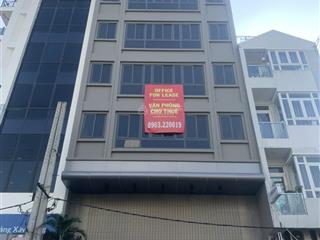 OFFICE
FOR LEASE
VĂN PHÒNG
CHO THUÊ
0903.220019